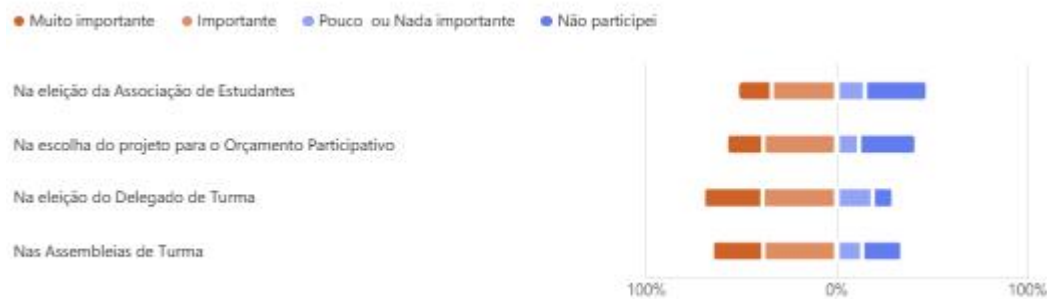 Muito importante Importante Pouco ou Nada importante Não participei
Na eleição da Associação de Estudantes
Na escolha do projeto para o Orçamento Participativo
Na eleição do Delegado de Turma
Nas Assembleias de Turma
100% 0% 100%